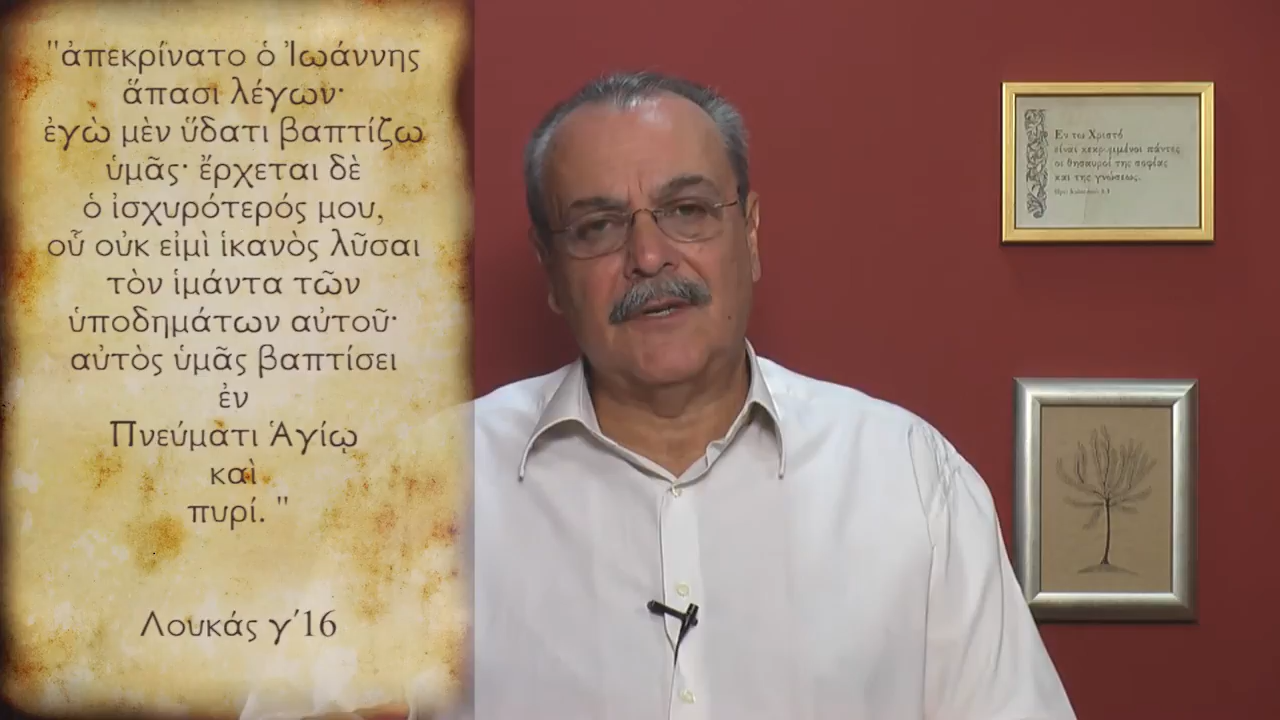 "ἀπεκρίνατο ὁ Ἰωάννης
ἅπασι λέγων·
ἐγὼ μὲν ὕδατι βαπτίζω
ὑμᾶς· ἔρχεται δὲ
ὁ ἰσχυρότερός μου,
οὗ οὐκ εἰμὶ ἱκανὸς λῦσαι
τὸν ἱμάντα τῶν
ὑποδημάτων αὐτοῦ·
αὐτὸς ὑμᾶς βαπτίσει
ἐν
Πνεύματι Ἁγίῳ
καὶ
πυρί. "
Λουκάς γ΄16
Εν τω Χριστό
είναι κεκρυμμένοι πάντες
οι θησαυροί της σοφίας
και της γνώσεως.